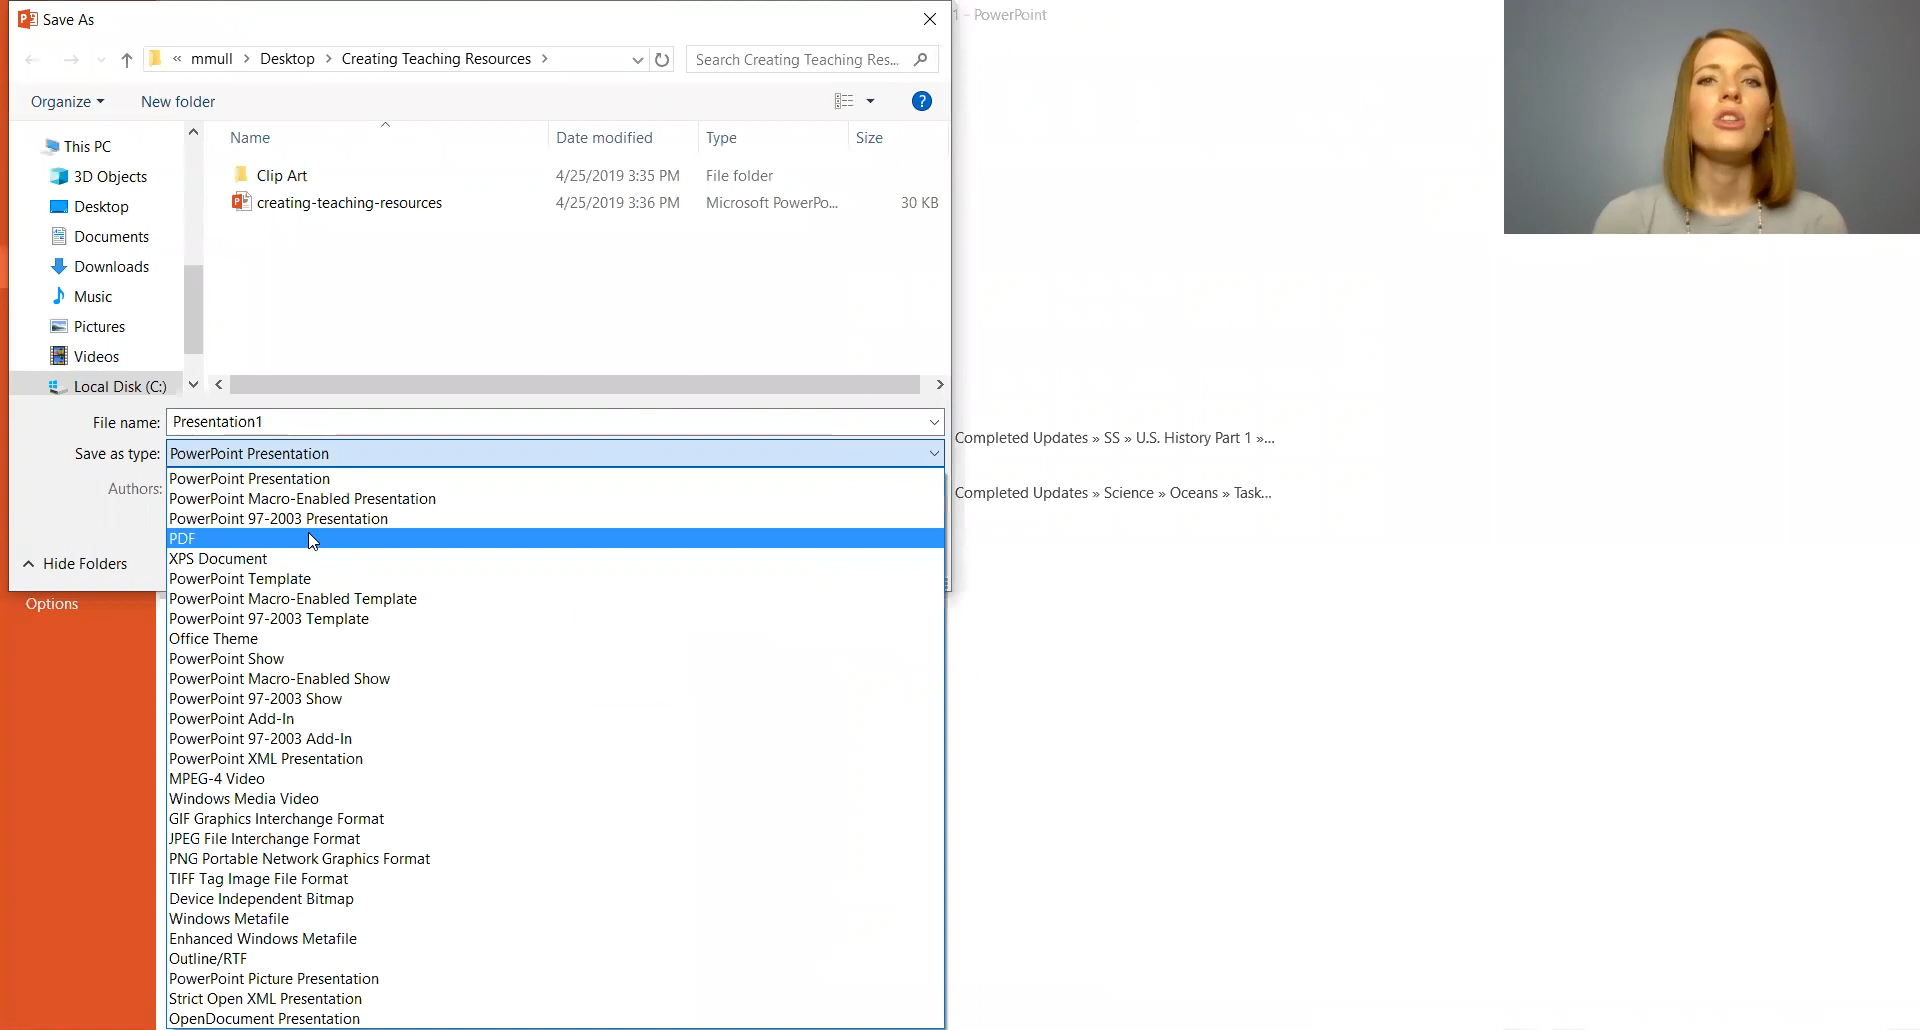 Save As
1 - PowerPoint
« mmull > Desktop > Creating Teaching Resources >
Search Creating Teaching Res...
Organize
New folder
?
Name Date modified Type Size
This PC
3D Objects
Desktop
Documents
Downloads
Music
Pictures
Videos
Local Disk (C:)
Clip Art 4/25/2019 3:35 PM File folder
creating-teaching-resources 4/25/2019 3:36 PM Microsoft PowerPo... 30 KB
File name: Presentation1
Save as type: PowerPoint Presentation
Authors:
Hide Folders
Options
PowerPoint Presentation
PowerPoint Macro-Enabled Presentation
PowerPoint 97-2003 Presentation
PDF
XPS Document
PowerPoint Template
PowerPoint Macro-Enabled Template
PowerPoint 97-2003 Template
Office Theme
PowerPoint Show
PowerPoint Macro-Enabled Show
PowerPoint 97-2003 Show
PowerPoint Add-In
PowerPoint 97-2003 Add-In
PowerPoint XML Presentation
MPEG-4 Video
Windows Media Video
GIF Graphics Interchange Format
JPEG File Interchange Format
PNG Portable Network Graphics Format
TIFF Tag Image File Format
Device Independent Bitmap
Windows Metafile
Enhanced Windows Metafile
Outline/RTF
PowerPoint Picture Presentation
Strict Open XML Presentation
OpenDocument Presentation
Completed Updates » SS » U.S. History Part 1 »...
Completed Updates » Science » Oceans » Task...